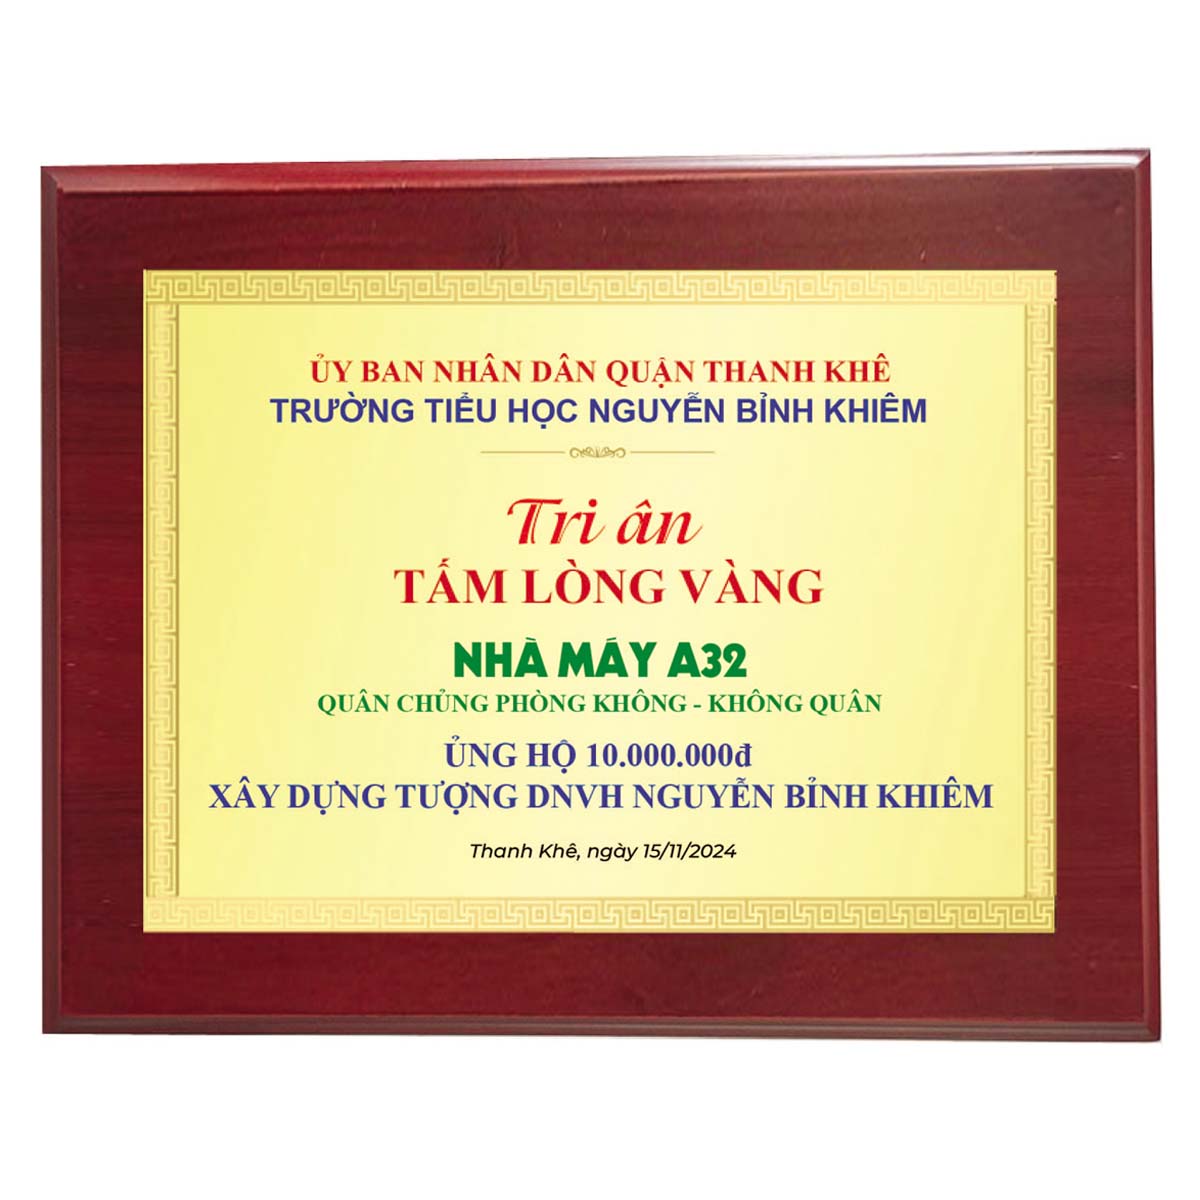 ỦY BAN NHÂN DÂN QUẬN THANH KHÊ
TRƯỜNG TIỂU HỌC NGUYỄN BỈNH KHIÊM
Tri ân
TẤM LÒNG VÀNG
NHÀ MÁY A32
QUÂN CHỦNG PHÒNG KHÔNG - KHÔNG QUÂN
ỦNG HỘ 10.000.000đ
XÂY DỰNG TƯỢNG DNVH NGUYỄN BỈNH KHIÊM
Thanh Khê, ngày 15/11/2024